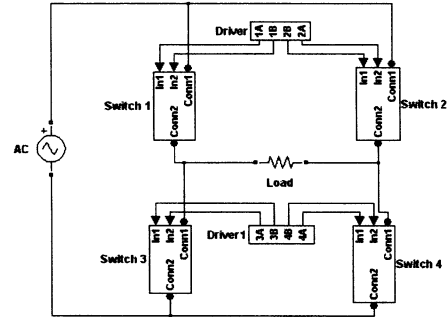 Driver
1A 1B 2B 2A
In1 In2 Conn1
Conn2
Switch 1
In1 In2 Conn1
Conn2
Switch 2
+
AC
Load
In1 In2 Conn1
Conn2
Switch 3
Driver1
3A 3B 4B 4A
In1 In2 Conn1
Conn2
Switch 4